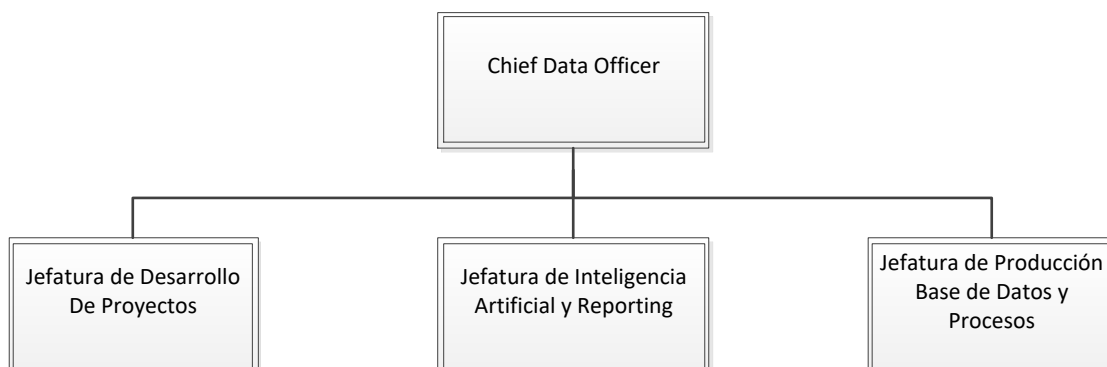 Chief Data Officer
Jefatura de Desarrollo
De Proyectos
Jefatura de Inteligencia
Artificial y Reporting
Jefatura de Producción
Base de Datos y
Procesos